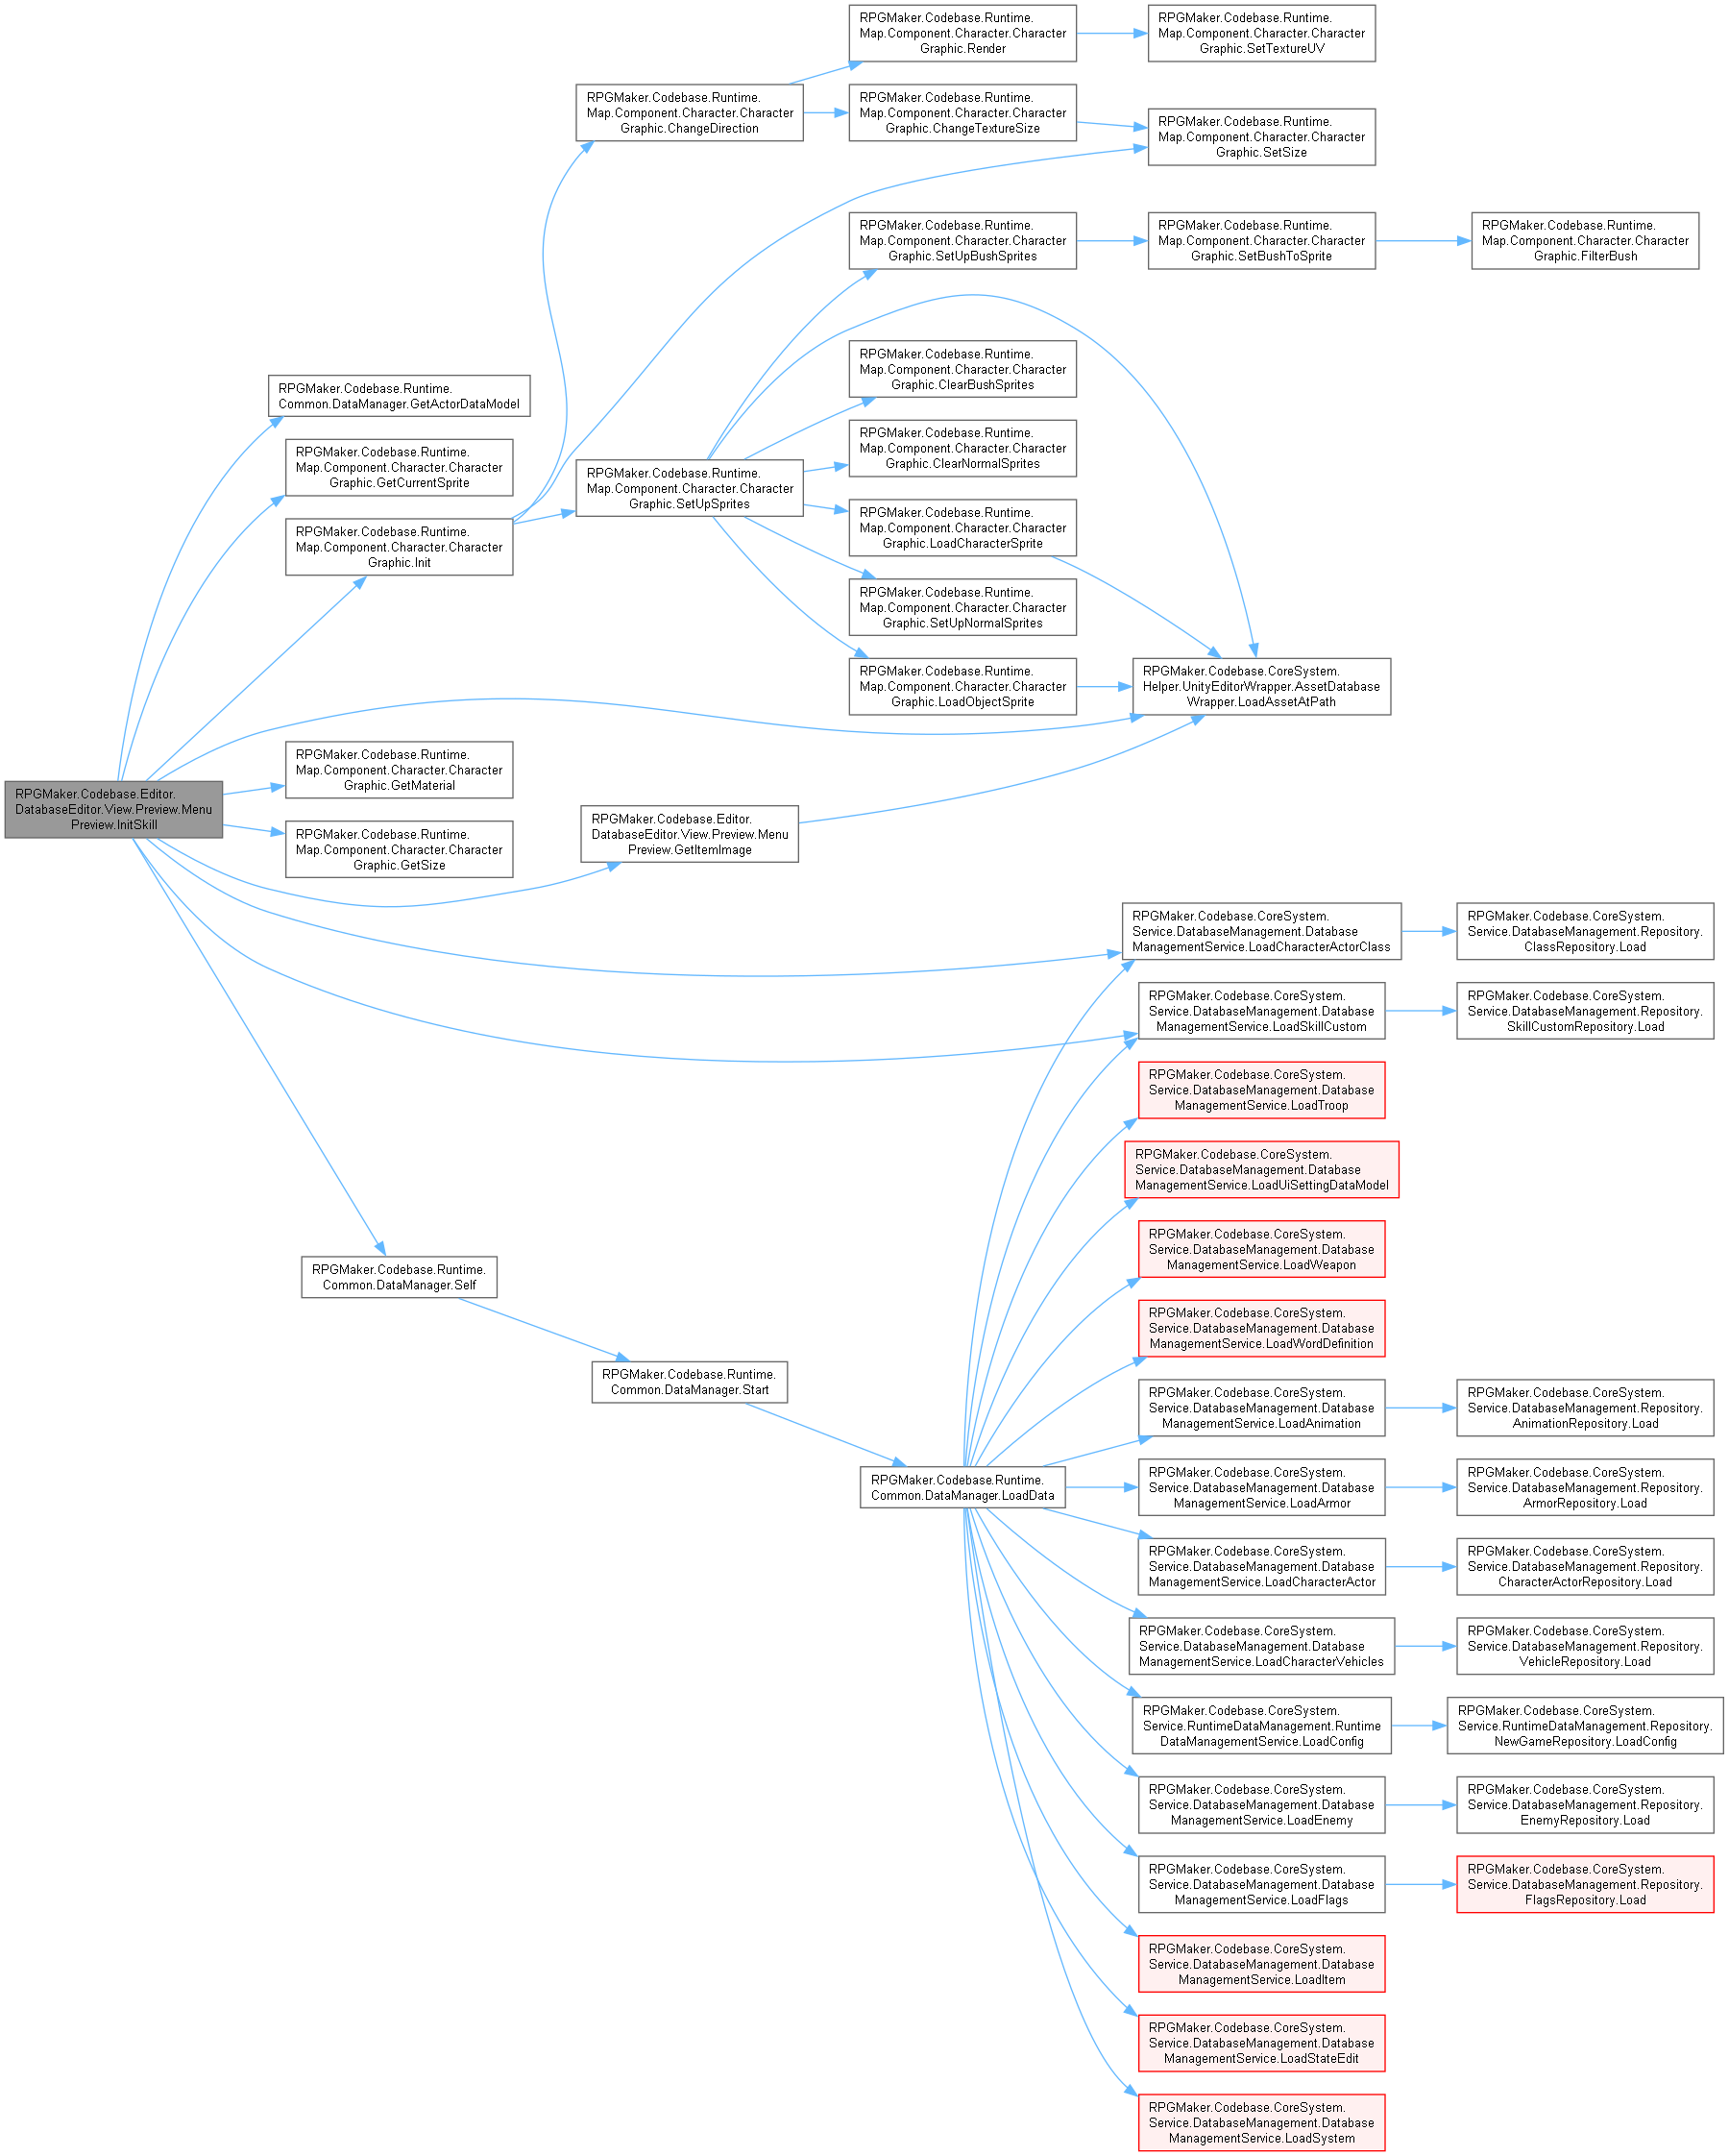 RPGMaker.Codebase.Runtime.
Map.Component.Character.Character
Graphic.Render
RPGMaker.Codebase.Runtime.
Map.Component.Character.Character
Graphic.SetTextureUV
RPGMaker.Codebase.Runtime.
Map.Component.Character.Character
Graphic.ChangeDirection
RPGMaker.Codebase.Runtime.
Map.Component.Character.Character
Graphic.ChangeTextureSize
RPGMaker.Codebase.Runtime.
Map.Component.Character.Character
Graphic.SetSize
RPGMaker.Codebase.Runtime.
Map.Component.Character.Character
Graphic.SetUpBushSprites
RPGMaker.Codebase.Runtime.
Map.Component.Character.Character
Graphic.SetBushToSprite
RPGMaker.Codebase.Runtime.
Map.Component.Character.Character
Graphic.FilterBush
RPGMaker.Codebase.Runtime.
Map.Component.Character.Character
Graphic.ClearBushSprites
RPGMaker.Codebase.Runtime.
Common.DataManager.GetActorDataModel
RPGMaker.Codebase.Runtime.
Map.Component.Character.Character
Graphic.ClearNormalSprites
RPGMaker.Codebase.Runtime.
Map.Component.Character.Character
Graphic.GetCurrentSprite
RPGMaker.Codebase.Runtime.
Map.Component.Character.Character
Graphic.SetUpSprites
RPGMaker.Codebase.Runtime.
Map.Component.Character.Character
Graphic.LoadCharacterSprite
RPGMaker.Codebase.Runtime.
Map.Component.Character.Character
Graphic.Init
RPGMaker.Codebase.Runtime.
Map.Component.Character.Character
Graphic.SetUpNormalSprites
RPGMaker.Codebase.Runtime.
Map.Component.Character.Character
Graphic.LoadObjectSprite
RPGMaker.Codebase.CoreSystem.
Helper.UnityEditorWrapper.AssetDatabase
Wrapper.LoadAssetAtPath
RPGMaker.Codebase.Runtime.
Map.Component.Character.Character
Graphic.GetMaterial
RPGMaker.Codebase.Editor.
DatabaseEditor.View.Preview.Menu
Preview.InitSkill
RPGMaker.Codebase.Runtime.
Map.Component.Character.Character
Graphic.GetSize
RPGMaker.Codebase.Editor.
DatabaseEditor.View.Preview.Menu
Preview.GetItemImage
RPGMaker.Codebase.CoreSystem.
Service.DatabaseManagement.Database
ManagementService.LoadCharacterActorClass
RPGMaker.Codebase.CoreSystem.
Service.DatabaseManagement.Repository.
ClassRepository.Load
RPGMaker.Codebase.CoreSystem.
Service.DatabaseManagement.Database
ManagementService.LoadSkillCustom
RPGMaker.Codebase.CoreSystem.
Service.DatabaseManagement.Repository.
SkillCustomRepository.Load
RPGMaker.Codebase.CoreSystem.
Service.DatabaseManagement.Database
ManagementService.LoadTroop
RPGMaker.Codebase.CoreSystem.
Service.DatabaseManagement.Database
ManagementService.LoadUiSettingDataModel
RPGMaker.Codebase.CoreSystem.
Service.DatabaseManagement.Database
ManagementService.LoadWeapon
RPGMaker.Codebase.Runtime.
Common.DataManager.Self
RPGMaker.Codebase.CoreSystem.
Service.DatabaseManagement.Database
ManagementService.LoadWordDefinition
RPGMaker.Codebase.Runtime.
Common.DataManager.Start
RPGMaker.Codebase.CoreSystem.
Service.DatabaseManagement.Database
ManagementService.LoadAnimation
RPGMaker.Codebase.CoreSystem.
Service.DatabaseManagement.Repository.
AnimationRepository.Load
RPGMaker.Codebase.Runtime.
Common.DataManager.LoadData
RPGMaker.Codebase.CoreSystem.
Service.DatabaseManagement.Database
ManagementService.LoadArmor
RPGMaker.Codebase.CoreSystem.
Service.DatabaseManagement.Repository.
ArmorRepository.Load
RPGMaker.Codebase.CoreSystem.
Service.DatabaseManagement.Database
ManagementService.LoadCharacterActor
RPGMaker.Codebase.CoreSystem.
Service.DatabaseManagement.Repository.
CharacterActorRepository.Load
RPGMaker.Codebase.CoreSystem.
Service.DatabaseManagement.Database
ManagementService.LoadCharacterVehicles
RPGMaker.Codebase.CoreSystem.
Service.DatabaseManagement.Repository.
VehicleRepository.Load
RPGMaker.Codebase.CoreSystem.
Service.RuntimeDataManagement.Runtime
DataManagementService.LoadConfig
RPGMaker.Codebase.CoreSystem.
Service.RuntimeDataManagement.Repository.
NewGameRepository.LoadConfig
RPGMaker.Codebase.CoreSystem.
Service.DatabaseManagement.Database
ManagementService.LoadEnemy
RPGMaker.Codebase.CoreSystem.
Service.DatabaseManagement.Repository.
EnemyRepository.Load
RPGMaker.Codebase.CoreSystem.
Service.DatabaseManagement.Database
ManagementService.LoadFlags
RPGMaker.Codebase.CoreSystem.
Service.DatabaseManagement.Repository.
FlagsRepository.Load
RPGMaker.Codebase.CoreSystem.
Service.DatabaseManagement.Database
ManagementService.LoadItem
RPGMaker.Codebase.CoreSystem.
Service.DatabaseManagement.Database
ManagementService.LoadStateEdit
RPGMaker.Codebase.CoreSystem.
Service.DatabaseManagement.Database
ManagementService.LoadSystem